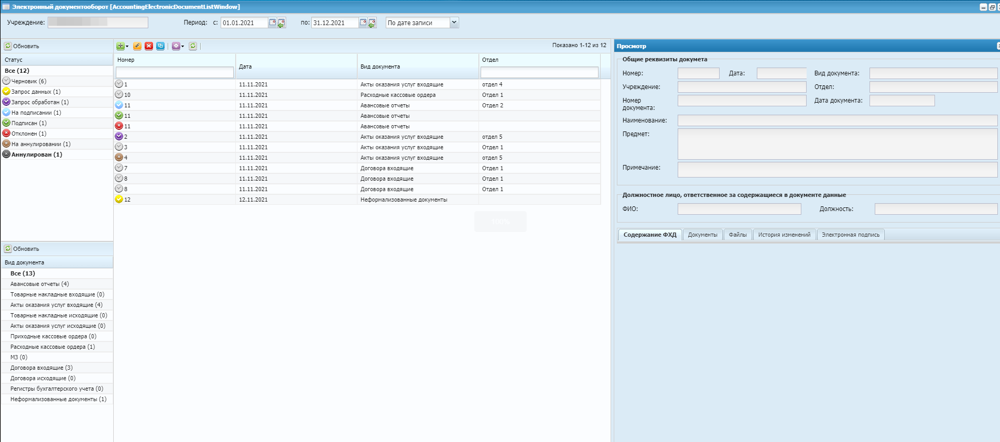 Электронный документооборот [AccountingElectronicDocumentListWindow]
Учреждение: Период: с: 01.01.2021 по: 31.12.2021 По дате записи
Обновить
Статус
Все (12)
Черновик (6)
Запрос данных (1)
Запрос обработан (1)
На подписании (1)
Подписан (1)
Отклонен (1)
На аннулировании (1)
Аннулирован (1)
Обновить
Вид документа
Все (13)
Авансовые отчеты (4)
Товарные накладные входящие (0)
Акты оказания услуг входящие (4)
Товарные накладные исходящие (0)
Акты оказания услуг исходящие (0)
Приходные кассовые ордера (0)
Расходные кассовые ордера (1)
МЗ (0)
Договора входящие (3)
Договора исходящие (0)
Регистры бухгалтерского учета (0)
Неформализованные документы (1)
Показано 1-12 из 12
Номер Дата Вид документа Отдел
1 11.11.2021 Акты оказания услуг входящие отдел 4
10 11.11.2021 Расходные кассовые ордера Отдел 1
11 11.11.2021 Авансовые отчеты Отдел 2
11 11.11.2021 Авансовые отчеты
11 11.11.2021 Авансовые отчеты
2 11.11.2021 Акты оказания услуг входящие отдел 5
3 11.11.2021 Акты оказания услуг входящие Отдел 1
4 11.11.2021 Акты оказания услуг входящие отдел 5
7 11.11.2021 Договора входящие Отдел 1
8 11.11.2021 Договора входящие Отдел 1
8 11.11.2021 Договора входящие Отдел 1
12 12.11.2021 Неформализованные документы
100%
Просмотр
Общие реквизиты докумета
Номер: Дата: Вид документа:
Учреждение: Отдел:
Номер документа: Дата документа:
Наименование:
Предмет:
Примечание:
Должностное лицо, ответственное за содержащиеся в документе данные
ФИО: Должность:
Содержание ФХД Документы Файлы История изменений Электронная подпись